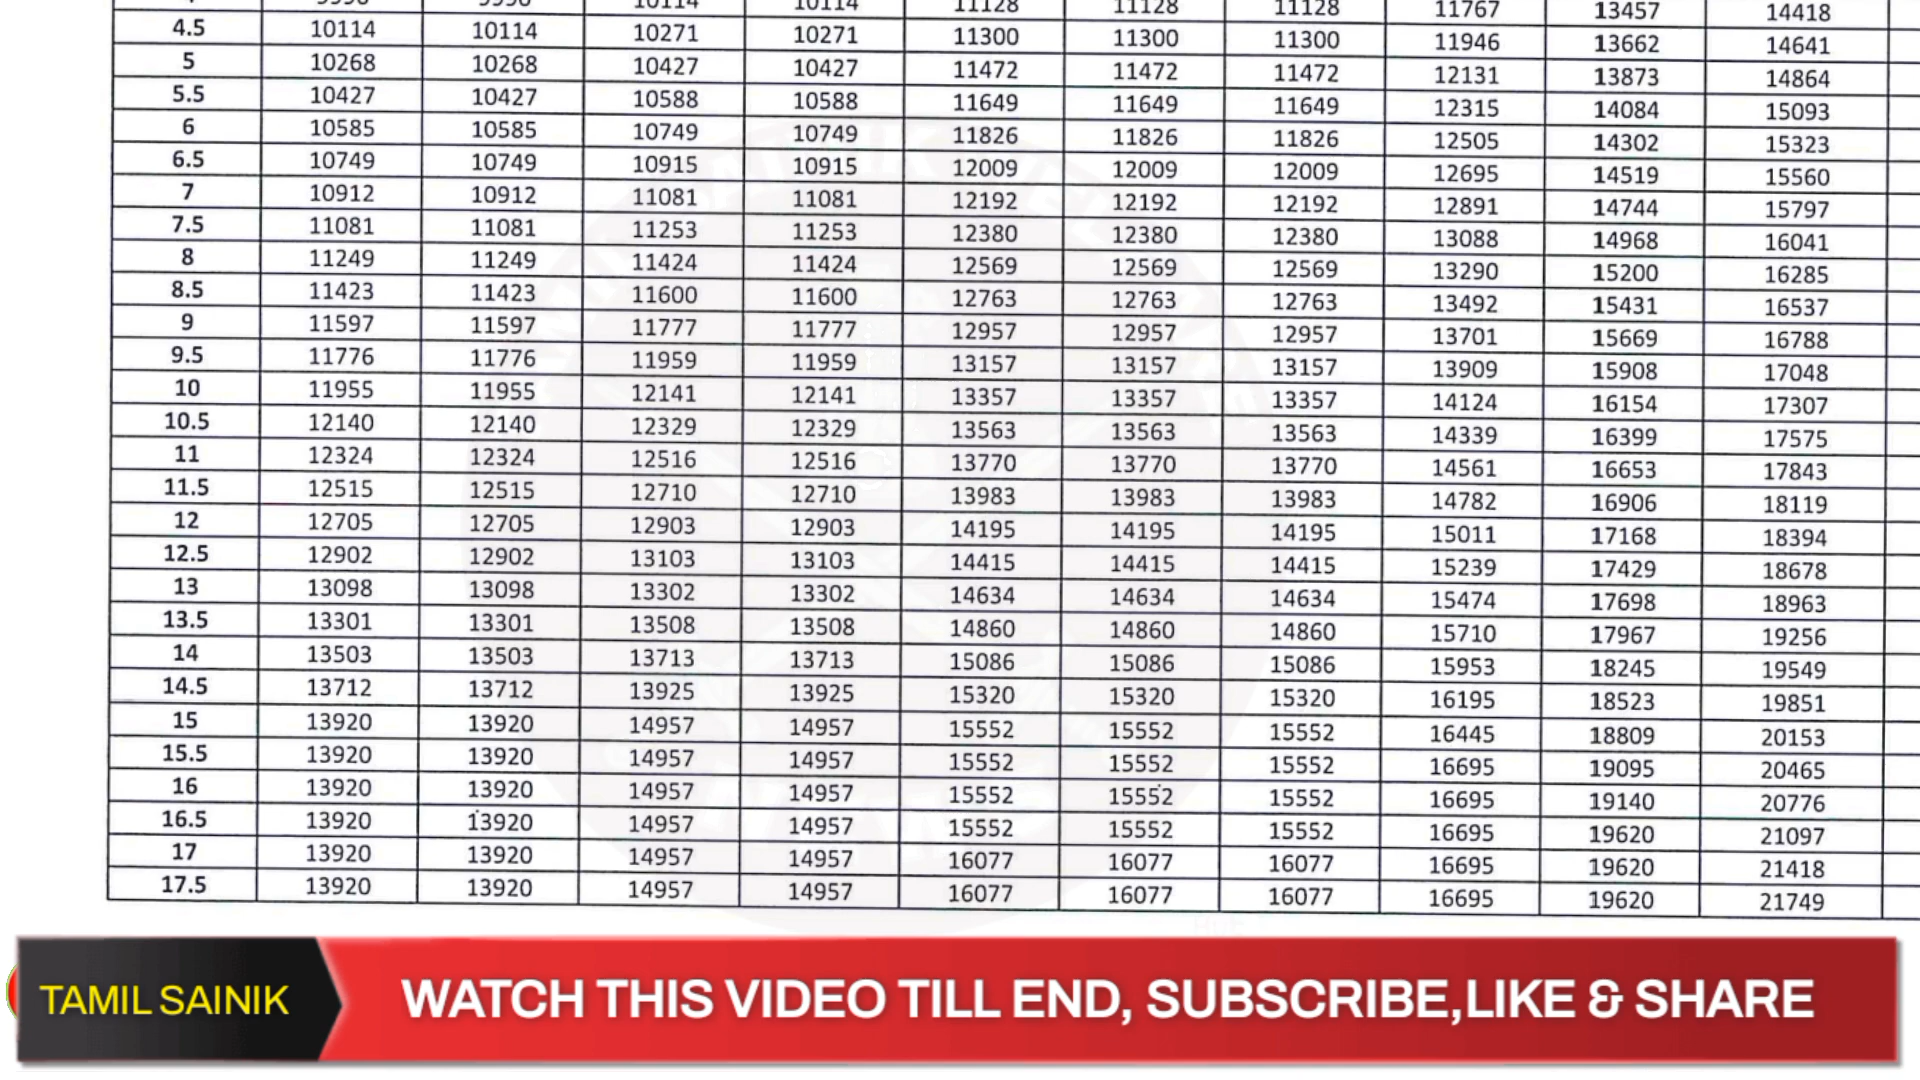 11128 11128 11128 11767 13457 14418
4.5 10114 10114 10271 10271 11300 11300 11300 11946 13662 14641
5 10268 10268 10427 10427 11472 11472 11472 12131 13873 14864
5.5 10427 10427 10588 10588 11649 11649 11649 12315 14084 15093
6 10585 10585 10749 10749 11826 11826 11826 12505 14302 15323
6.5 10749 10749 10915 10915 12009 12009 12009 12695 14519 15560
7 10912 10912 11081 11081 12192 12192 12192 12891 14744 15797
7.5 11081 11081 11253 11253 12380 12380 12380 13088 14968 16041
8 11249 11249 11424 11424 12569 12569 12569 13290 15200 16285
8.5 11423 11423 11600 11600 12763 12763 12763 13492 15431 16537
9 11597 11597 11777 11777 12957 12957 12957 13701 15669 16788
9.5 11776 11776 11959 11959 13157 13157 13157 13909 15908 17048
10 11955 11955 12141 12141 13357 13357 13357 14124 16154 17307
10.5 12140 12140 12329 12329 13563 13563 13563 14339 16399 17575
11 12324 12324 12516 12516 13770 13770 13770 14561 16653 17843
11.5 12515 12515 12710 12710 13983 13983 13983 14782 16906 18119
12 12705 12705 12903 12903 14195 14195 14195 15011 17168 18394
12.5 12902 12902 13103 13103 14415 14415 14415 15239 17429 18678
13 13098 13098 13302 13302 14634 14634 14634 15474 17698 18963
13.5 13301 13301 13508 13508 14860 14860 14860 15710 17967 19256
14 13503 13503 13713 13713 15086 15086 15086 15953 18245 19549
14.5 13712 13712 13925 13925 15320 15320 15320 16195 18523 19851
15 13920 13920 14957 14957 15552 15552 15552 16445 18809 20153
15.5 13920 13920 14957 14957 15552 15552 15552 16695 19095 20465
16 13920 13920 14957 14957 15552 15552 15552 16695 19140 20776
16.5 13920 13920 14957 14957 15552 15552 15552 16695 19620 21097
17 13920 13920 14957 14957 16077 16077 16077 16695 19620 21418
17.5 13920 13920 14957 14957 16077 16077 16077 16695 19620 21749
TAMIL SAINIK
WATCH THIS VIDEO TILL END, SUBSCRIBE,LIKE & SHARE